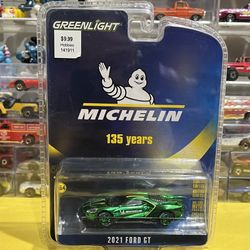 GREENLIGHT
$9.99
Hobbies
141911
MICHELIN
135 years
2021 FORD GT